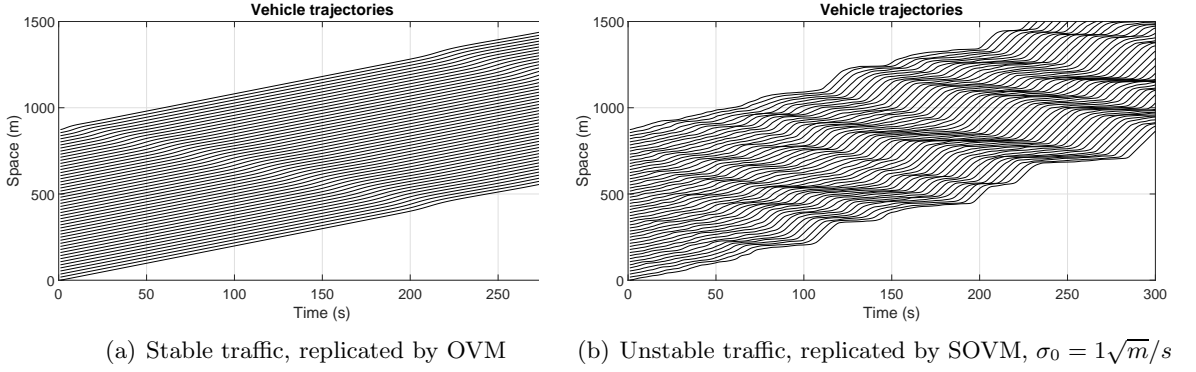 Vehicle trajectories
1500
1000
500
0
Space (m)
0 50 100 150 200 250
Time (s)
(a) Stable traffic, replicated by OVM
Vehicle trajectories
1500
1000
500
0
Space (m)
0 50 100 150 200 250 300
Time (s)
(b) Unstable traffic, replicated by SOVM, σ₀ = 1√m/s